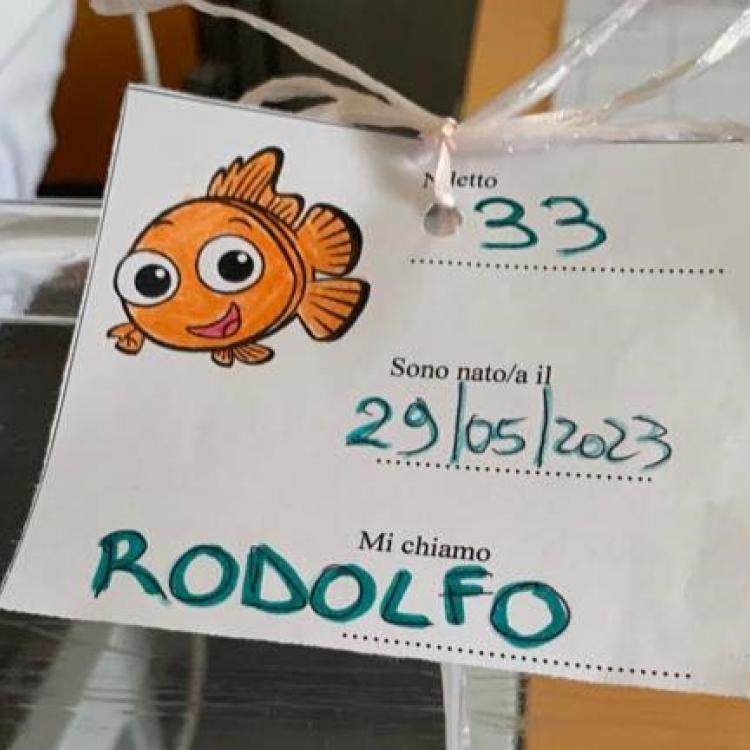 letto
33
Sono nato/a il
29/05/2023
Mi chiamo
RODOLFO